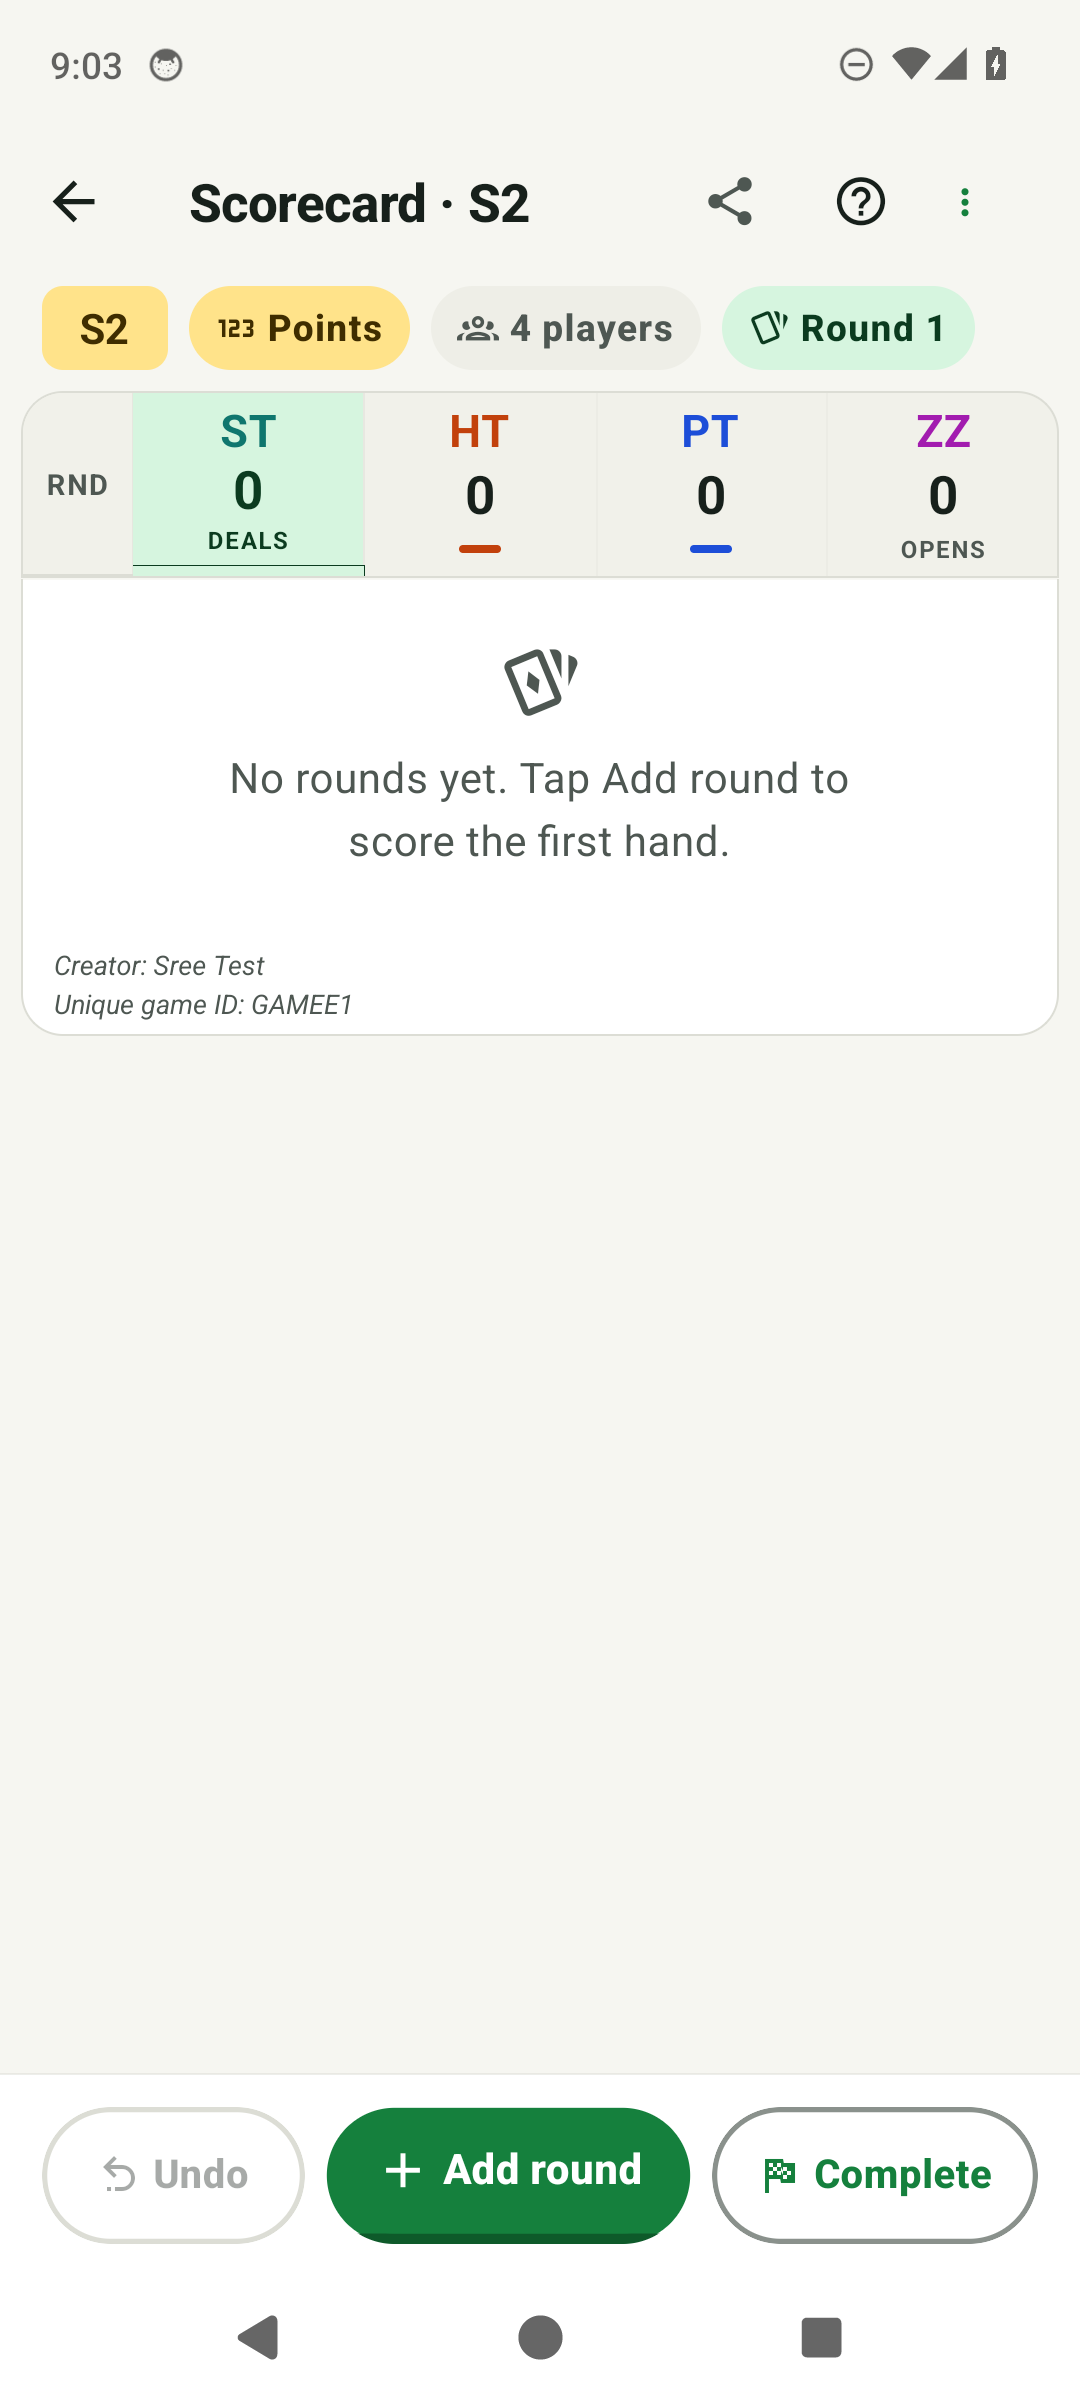 9:03
Scorecard · S2
S2
123 Points
4 players
Round 1
RND
ST
0
DEALS
HT
0
PT
0
ZZ
0
OPENS
No rounds yet. Tap Add round to
score the first hand.
Creator: Sree Test
Unique game ID: GAMEE1
Undo
Add round
Complete